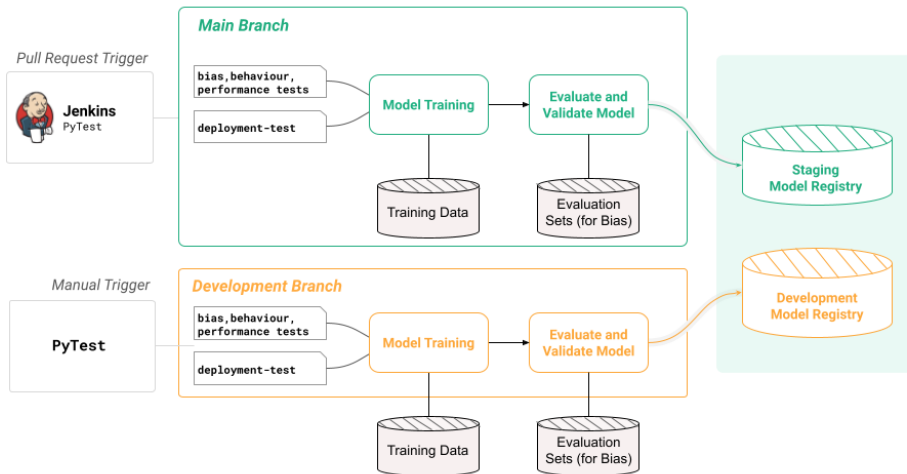 Main Branch
Pull Request Trigger
Jenkins
PyTest
bias,behaviour,
performance tests
deployment-test
Model Training
Evaluate and
Validate Model
Training Data
Evaluation
Sets (for Bias)
Staging
Model Registry
Manual Trigger
PyTest
Development Branch
bias,behaviour,
performance tests
deployment-test
Model Training
Evaluate and
Validate Model
Training Data
Evaluation
Sets (for Bias)
Development
Model Registry